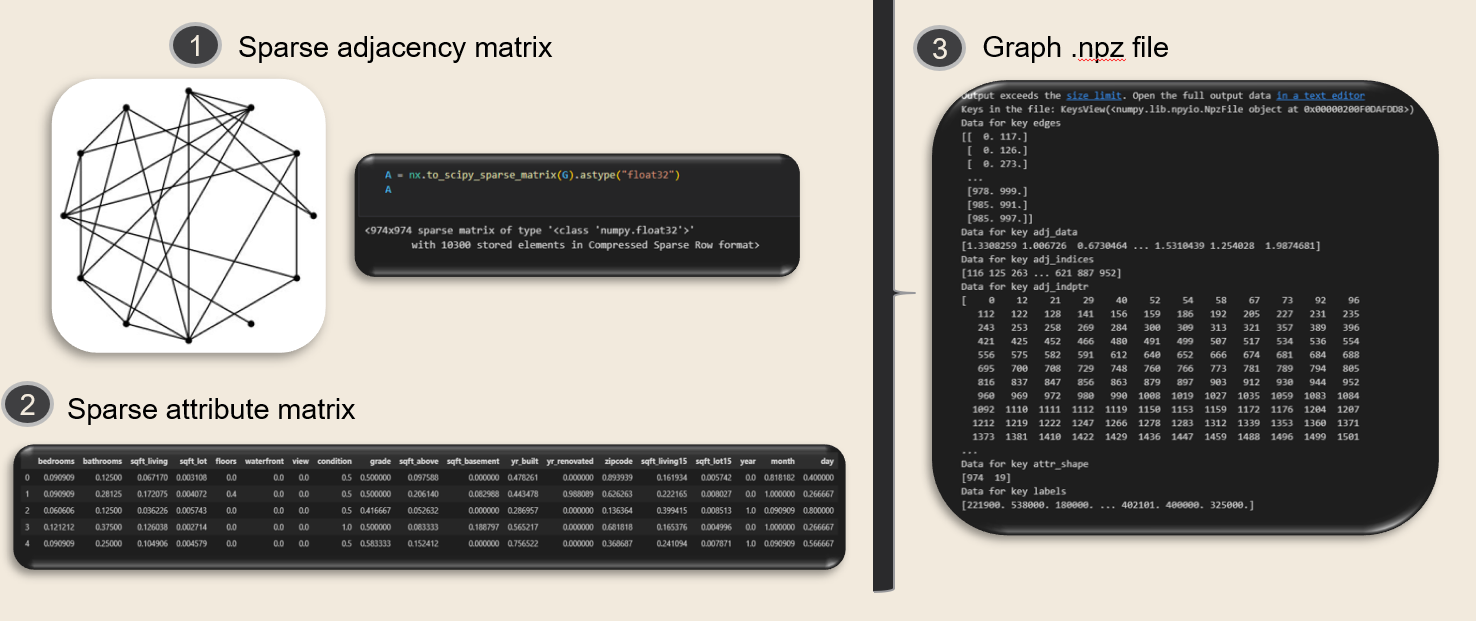 1 Sparse adjacency matrix
A = nx.to_scipy_sparse_matrix(G).astype("float32")
A
<974x974 sparse matrix of type '<class 'numpy.float32'>'
with 10300 stored elements in Compressed Sparse Row format>
2 Sparse attribute matrix
bedrooms bathrooms sqft_living sqft_lot floors waterfront view condition grade sqft_above sqft_basement yr_built yr_renovated zipcode sqft_living15 sqft_lot15 year month day
0 0.090909 0.12500 0.067170 0.003108 0.0 0.0 0.0 0.5 0.500000 0.097588 0.000000 0.478261 0.000000 0.893939 0.161934 0.005742 0.0 0.818182 0.400000
1 0.090909 0.28125 0.172075 0.004072 0.4 0.0 0.0 0.5 0.500000 0.206140 0.082988 0.443478 0.988089 0.626263 0.222165 0.008027 0.0 1.000000 0.266667
2 0.060606 0.12500 0.036226 0.005743 0.0 0.0 0.0 0.5 0.416667 0.052632 0.000000 0.286957 0.000000 0.136364 0.399415 0.008513 1.0 0.090909 0.800000
3 0.121212 0.37500 0.126038 0.002714 0.0 0.0 0.0 1.0 0.500000 0.083333 0.188797 0.565217 0.000000 0.681818 0.165376 0.004996 0.0 1.000000 0.266667
4 0.090909 0.25000 0.104906 0.004579 0.0 0.0 0.0 0.5 0.583333 0.152412 0.000000 0.756522 0.000000 0.368687 0.241094 0.007871 1.0 0.090909 0.566667
3 Graph .npz file
Output exceeds the size limit. Open the full output data in a text editor
Keys in the file: KeysView(<numpy.lib.npyio.NpzFile object at 0x00000200F0DAFDD8>)
Data for key edges
[[ 0. 117.]
[ 0. 126.]
[ 0. 273.]
...
[978. 999.]
[985. 991.]
[985. 997.]]
Data for key adj_data
[1.3308259 1.006726 0.6730464 ... 1.5310439 1.254028 1.9874681]
Data for key adj_indices
[116 125 263 ... 621 887 952]
Data for key adj_indptr
[ 0 12 21 29 40 52 54 58 67 73 92 96
112 122 128 141 156 159 186 192 205 227 231 235
243 253 258 269 284 300 309 313 321 357 389 396
421 425 452 466 480 491 499 507 517 534 536 554
556 575 582 591 612 640 652 666 674 681 684 688
695 700 708 729 748 760 766 773 781 789 794 805
816 837 847 856 863 879 897 903 912 930 944 952
960 969 972 980 990 1008 1019 1027 1035 1059 1083 1084
1092 1110 1111 1112 1119 1150 1153 1159 1172 1176 1204 1207
1212 1219 1222 1247 1266 1278 1283 1312 1339 1353 1360 1371
1373 1381 1410 1422 1429 1436 1447 1459 1488 1496 1499 1501
...
Data for key attr_shape
[974 19]
Data for key labels
[221900. 538000. 180000. ... 402101. 400000. 325000.]